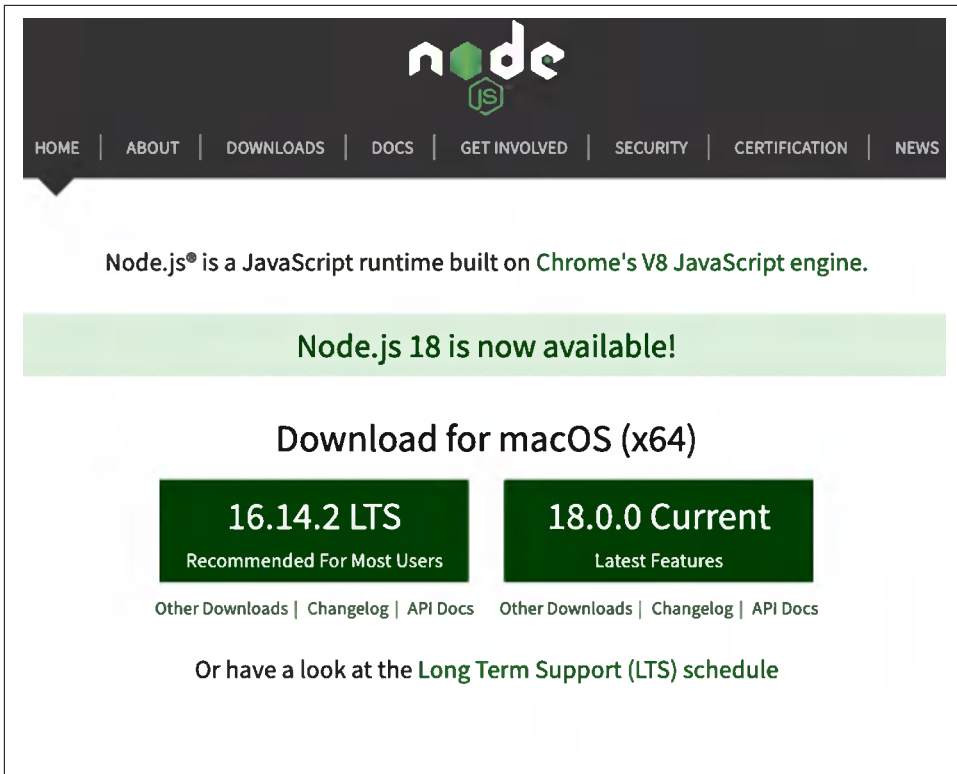 node
JS
HOME | ABOUT | DOWNLOADS | DOCS | GET INVOLVED | SECURITY | CERTIFICATION | NEWS
Node.js® is a JavaScript runtime built on Chrome's V8 JavaScript engine.
Node.js 18 is now available!
Download for macOS (x64)
16.14.2 LTS 18.0.0 Current
Recommended For Most Users Latest Features
Other Downloads | Changelog | API Docs Other Downloads | Changelog | API Docs
Or have a look at the Long Term Support (LTS) schedule